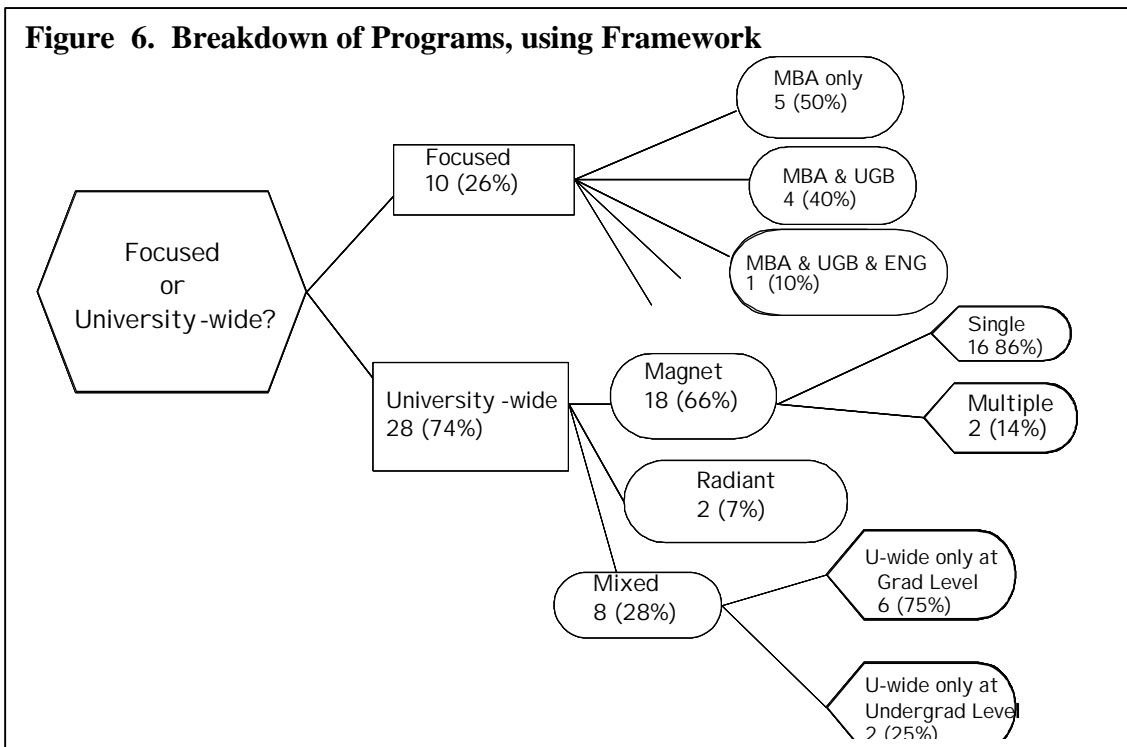 Figure 6. Breakdown of Programs, using Framework
MBA only
5 (50%)
Focused
10 (26%)
MBA & UGB
4 (40%)
Focused
or
University -wide?
MBA & UGB & ENG
1 (10%)
Single
16 86%)
Magnet
18 (66%)
University -wide
28 (74%)
Multiple
2 (14%)
Radiant
2 (7%)
U-wide only at
Grad Level
6 (75%)
Mixed
8 (28%)
U-wide only at
Undergrad Level
2 (25%)